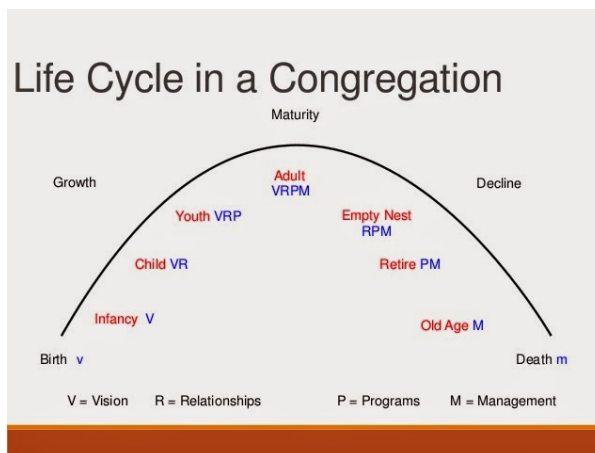 Life Cycle in a Congregation
Maturity
Growth
Decline
Adult
VRPM
Youth VRP
Empty Nest
RPM
Child VR
Retire PM
Infancy V
Old Age M
Birth v
Death m
V = Vision R = Relationships P = Programs M = Management